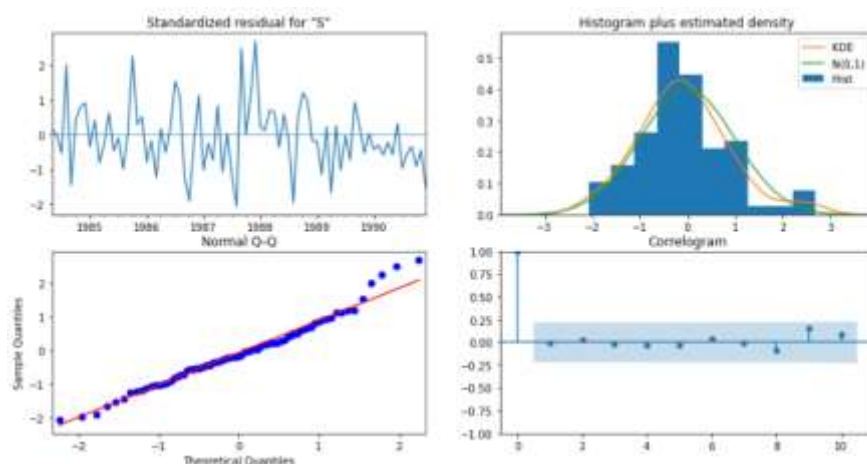 Standardized residual for "S"
2
1
0
−1
−2
1985 1986 1987 1988 1989 1990
Histogram plus estimated density
KDE
N(0,1)
Hist
0.5
0.4
0.3
0.2
0.1
0.0
−3 −2 −1 0 1 2 3
Normal Q-Q
Sample Quantiles
2
1
0
−1
−2
−2 −1 0 1 2
Theoretical Quantiles
Correlogram
1.00
0.75
0.50
0.25
0.00
−0.25
−0.50
−0.75
−1.00
0 2 4 6 8 10